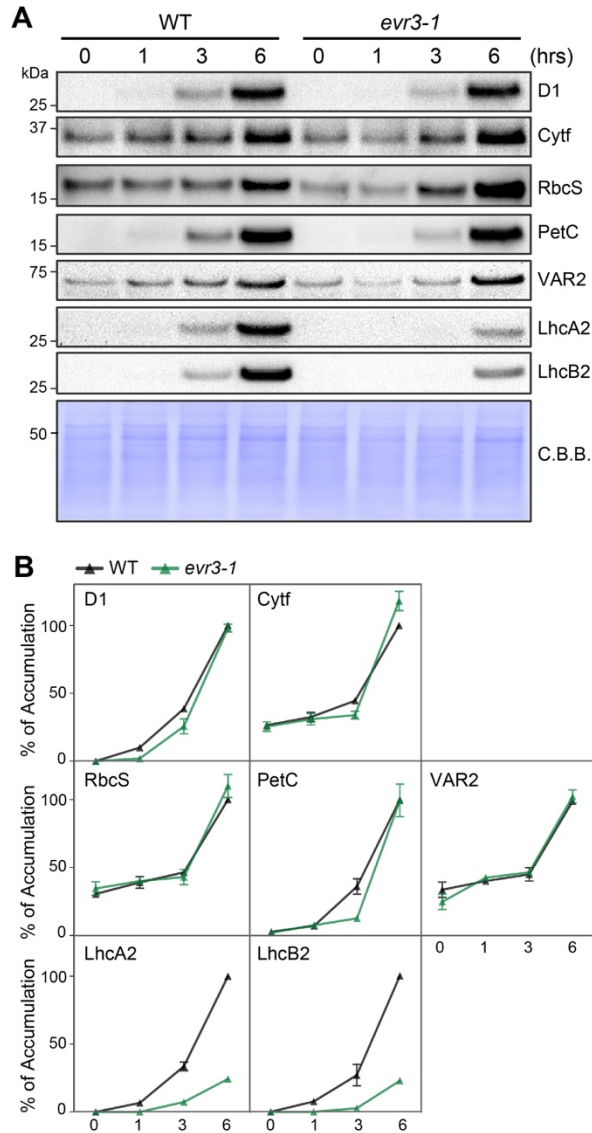 A
WT evr3-1
0 1 3 6 0 1 3 6 (hrs)
kDa
25 D1
37 Cytf
15 RbcS
15 PetC
75 VAR2
25 LhcA2
25 LhcB2
50 C.B.B.
B
WT evr3-1
D1 Cytf
% of Accumulation
100
50
0
RbcS PetC VAR2
% of Accumulation
100
50
0
0 1 3 6
LhcA2 LhcB2
% of Accumulation
100
50
0
0 1 3 6 0 1 3 6